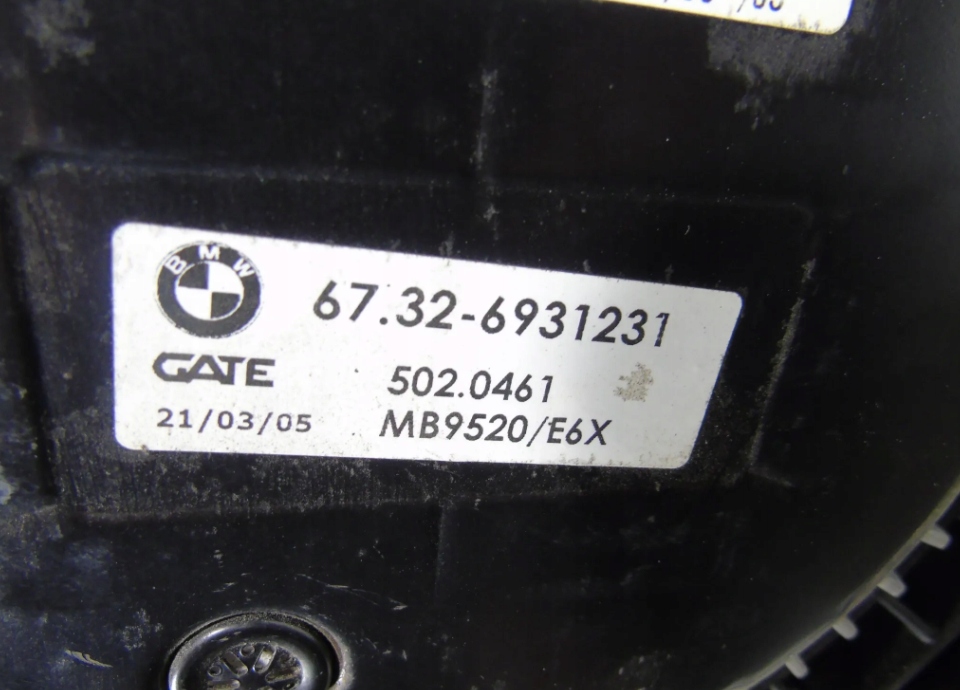 BMW
67.32-6931231
GATE
502.0461
21/03/05
MB9520/E6X